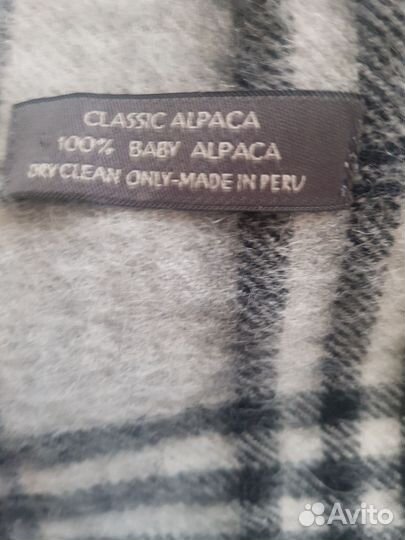 CLASSIC ALPACA
100% BABY ALPACA
DRY CLEAN ONLY-MADE IN PERU
Avito